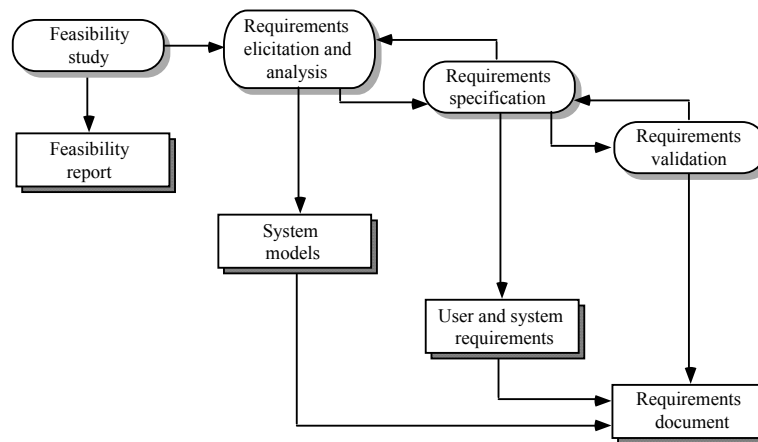 Feasibility
study
Requirements
elicitation and
analysis
Requirements
specification
Requirements
validation
Feasibility
report
System
models
User and system
requirements
Requirements
document